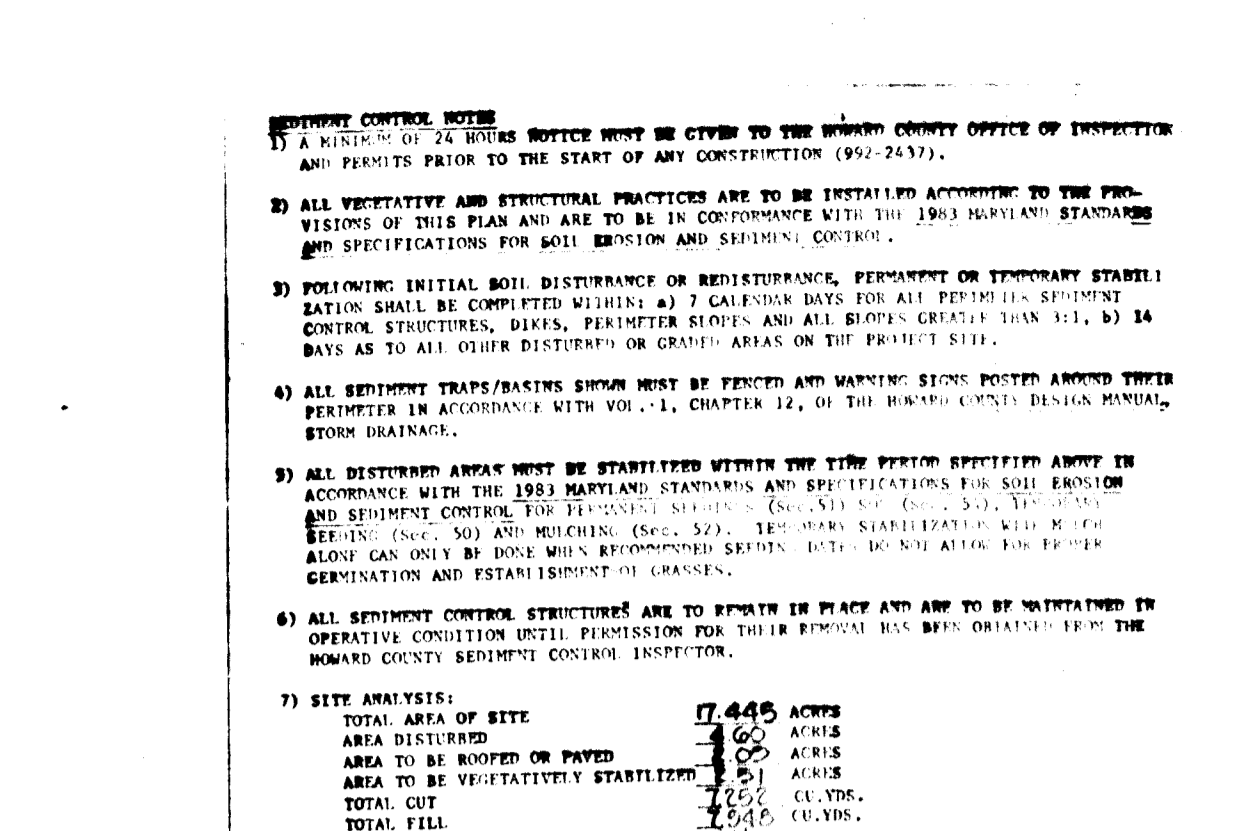 SEDIMENT CONTROL NOTES
1) A MINIMUM OF 24 HOURS NOTICE MUST BE GIVEN TO THE HOWARD COUNTY OFFICE OF INSPECTION
AND PERMITS PRIOR TO THE START OF ANY CONSTRUCTION (992-2437).
2) ALL VEGETATIVE AND STRUCTURAL PRACTICES ARE TO BE INSTALLED ACCORDING TO THE PRO-
VISIONS OF THIS PLAN AND ARE TO BE IN CONFORMANCE WITH THE 1983 MARYLAND STANDARDS
AND SPECIFICATIONS FOR SOIL EROSION AND SEDIMENT CONTROL.
3) FOLLOWING INITIAL SOIL DISTURBANCE OR REDISTURBANCE, PERMANENT OR TEMPORARY STABILI
ZATION SHALL BE COMPLETED WITHIN: a) 7 CALENDAR DAYS FOR ALL PERIMETER SEDIMENT
CONTROL STRUCTURES, DIKES, PERIMETER SLOPES AND ALL SLOPES GREATER THAN 3:1, b) 14
DAYS AS TO ALL OTHER DISTURBED OR GRADED AREAS ON THE PROJECT SITE.
4) ALL SEDIMENT TRAPS/BASINS SHOWN MUST BE FENCED AND WARNING SIGNS POSTED AROUND THEIR
PERIMETER IN ACCORDANCE WITH VOL. 1, CHAPTER 12, OF THE HOWARD COUNTY DESIGN MANUAL,
STORM DRAINAGE.
5) ALL DISTURBED AREAS MUST BE STABILIZED WITHIN THE TIME PERIOD SPECIFIED ABOVE IN
ACCORDANCE WITH THE 1983 MARYLAND STANDARDS AND SPECIFICATIONS FOR SOIL EROSION
AND SEDIMENT CONTROL FOR PERMANENT SEEDINGS (Sec.51) (Sec. TEMPORARY
SEEDING (Sec. 50) AND MULCHING (Sec. 52). TEMPORARY STABILIZATION WITH MULCH
ALONE CAN ONLY BE DONE WHEN RECOMMENDED SEEDING DATES DO NOT ALLOW FOR PROPER
GERMINATION AND ESTABLISHMENT OF GRASSES.
6) ALL SEDIMENT CONTROL STRUCTURES ARE TO REMAIN IN PLACE AND ARE TO BE MAINTAINED IN
OPERATIVE CONDITION UNTIL PERMISSION FOR THEIR REMOVAL HAS BEEN OBTAINED FROM THE
HOWARD COUNTY SEDIMENT CONTROL INSPECTOR.
7) SITE ANALYSIS:
TOTAL AREA OF SITE 17.445 ACRES
AREA DISTURBED ACRES
AREA TO BE ROOFED OR PAVED ACRES
AREA TO BE VEGETATIVELY STABILIZED ACRES
TOTAL CUT CU.YDS.
TOTAL FILL CU.YDS.